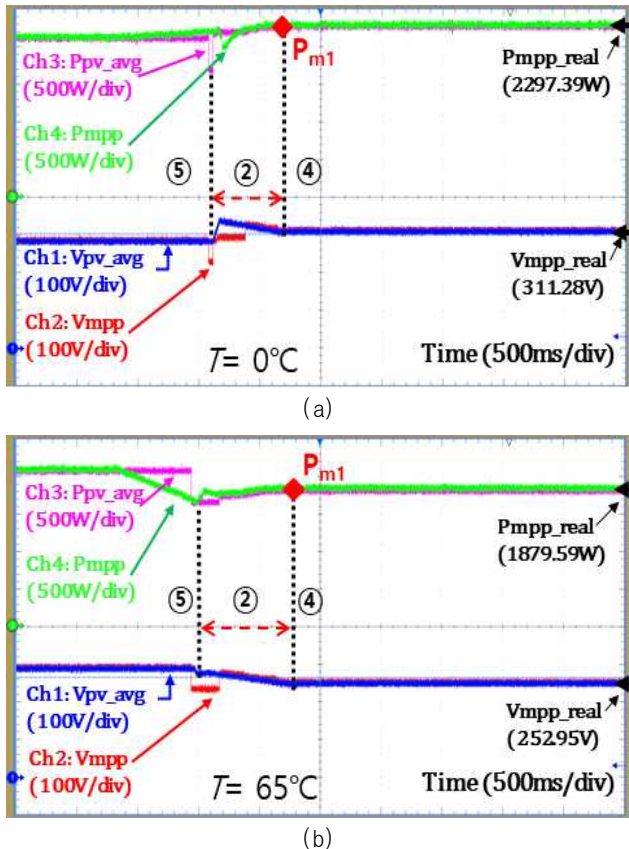 Ch3: Ppv_avg
(500W/div)
Pm1
Pmpp_real
(2297.39W)
Ch4: Pmpp
(500W/div)
⑤ ② ④
Ch1: Vpv_avg
(100V/div)
Vmpp_real
(311.28V)
Ch2: Vmpp
(100V/div)
T= 0℃
Time (500ms/div)
(a)
Pm1
Ch3: Ppv_avg
(500W/div)
Pmpp_real
(1879.59W)
Ch4: Pmpp
(500W/div)
⑤ ② ④
Ch1: Vpv_avg
(100V/div)
Vmpp_real
(252.95V)
Ch2: Vmpp
(100V/div)
T= 65℃
Time (500ms/div)
(b)